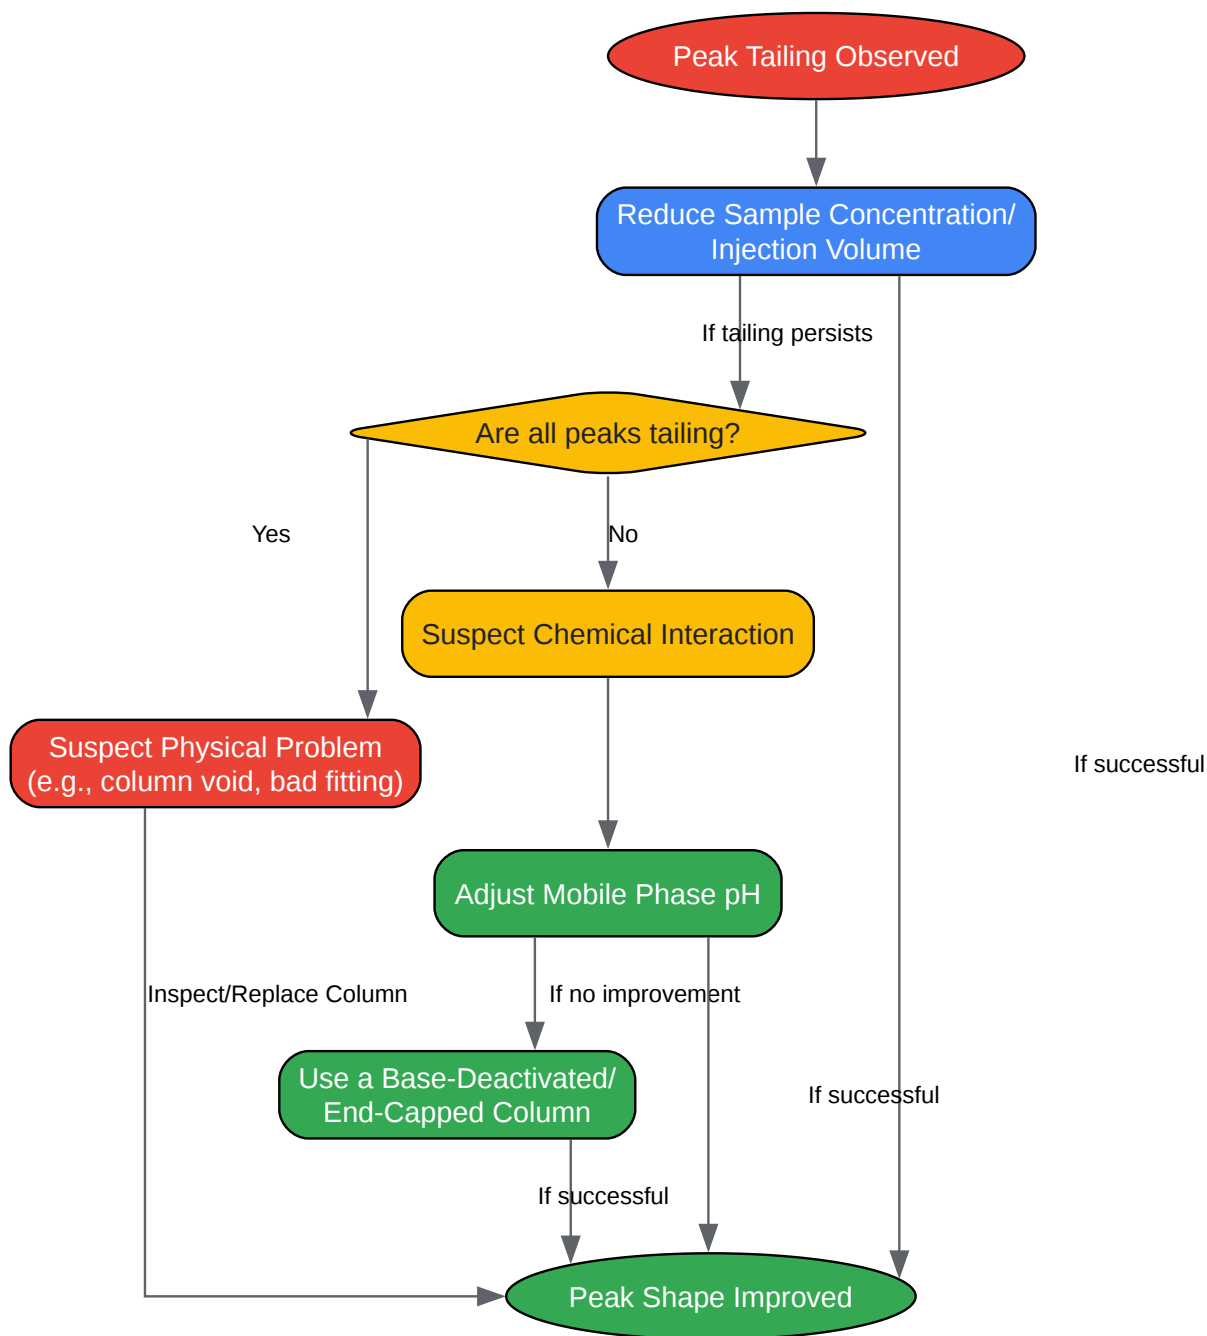 Peak Tailing Observed
Reduce Sample Concentration/
Injection Volume
If tailing persists
Are all peaks tailing?
Yes
No
Suspect Chemical Interaction
Suspect Physical Problem
(e.g., column void, bad fitting)
If successful
Adjust Mobile Phase pH
Inspect/Replace Column
If no improvement
Use a Base-Deactivated/
End-Capped Column
If successful
If successful
Peak Shape Improved